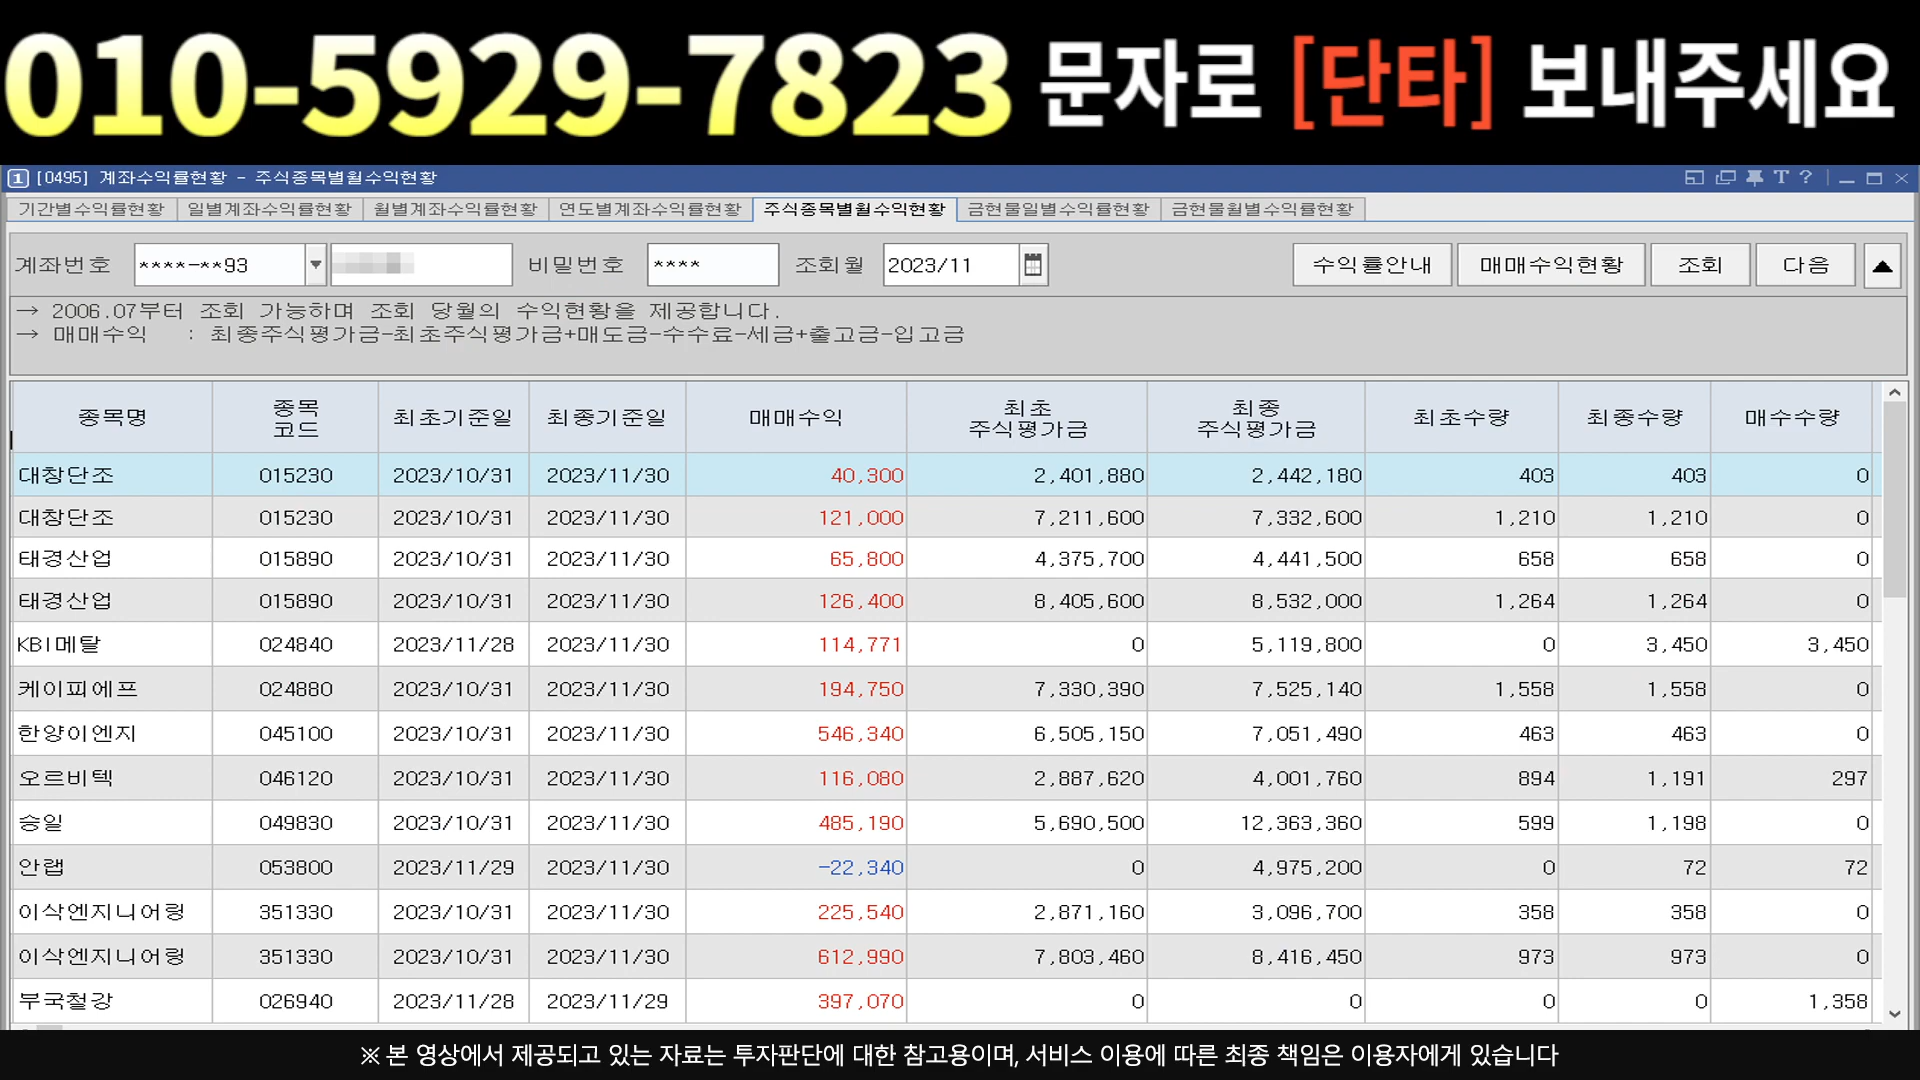 010-5929-7823 문자로 [단타] 보내주세요
1 [0495] 계좌수익률현황 - 주식종목별월수익현황
기간별수익률현황 일별계좌수익률현황 월별계좌수익률현황 연도별계좌수익률현황 주식종목별월수익현황 금현물일별수익률현황 금현물월별수익률현황
계좌번호 ****-**93 비밀번호 **** 조회월 2023/11 수익률안내 매매수익현황 조회 다음
→ 2006.07부터 조회 가능하며 조회 당월의 수익현황을 제공합니다.
→ 매매수익 : 최종주식평가금-최초주식평가금+매도금-수수료-세금+출고금-입고금
종목명 종목코드 최초기준일 최종기준일 매매수익 최초주식평가금 최종주식평가금 최초수량 최종수량 매수수량
대창단조 015230 2023/10/31 2023/11/30 40,300 2,401,880 2,442,180 403 403 0
대창단조 015230 2023/10/31 2023/11/30 121,000 7,211,600 7,332,600 1,210 1,210 0
태경산업 015890 2023/10/31 2023/11/30 65,800 4,375,700 4,441,500 658 658 0
태경산업 015890 2023/10/31 2023/11/30 126,400 8,405,600 8,532,000 1,264 1,264 0
KBI메탈 024840 2023/11/28 2023/11/30 114,771 0 5,119,800 0 3,450 3,450
케이피에프 024880 2023/10/31 2023/11/30 194,750 7,330,390 7,525,140 1,558 1,558 0
한양이엔지 045100 2023/10/31 2023/11/30 546,340 6,505,150 7,051,490 463 463 0
오르비텍 046120 2023/10/31 2023/11/30 116,080 2,887,620 4,001,760 894 1,191 297
승일 049830 2023/10/31 2023/11/30 485,190 5,690,500 12,363,360 599 1,198 0
안랩 053800 2023/11/29 2023/11/30 -22,340 0 4,975,200 0 72 72
이삭엔지니어링 351330 2023/10/31 2023/11/30 225,540 2,871,160 3,096,700 358 358 0
이삭엔지니어링 351330 2023/10/31 2023/11/30 612,990 7,803,460 8,416,450 973 973 0
부국철강 026940 2023/11/28 2023/11/29 397,070 0 0 0 0 1,358
※ 본 영상에서 제공되고 있는 자료는 투자판단에 대한 참고용이며, 서비스 이용에 따른 최종 책임은 이용자에게 있습니다